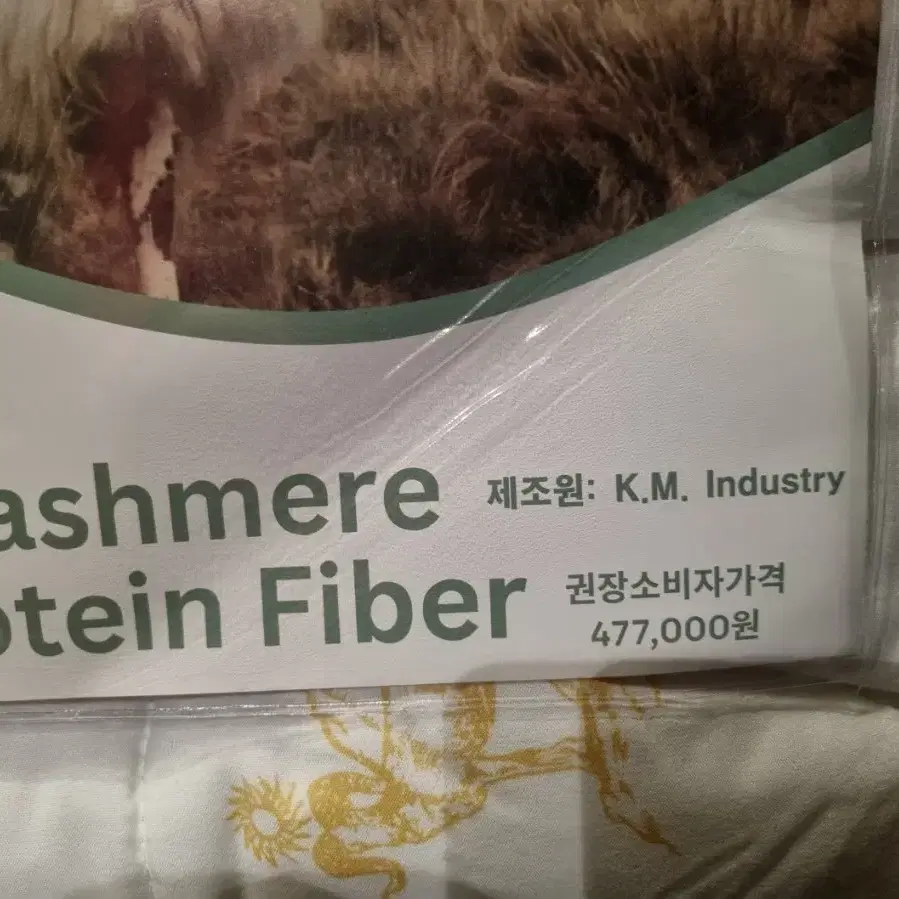 ashmere
otein Fiber
제조원: K.M. Industry
권장소비자가격
477,000원